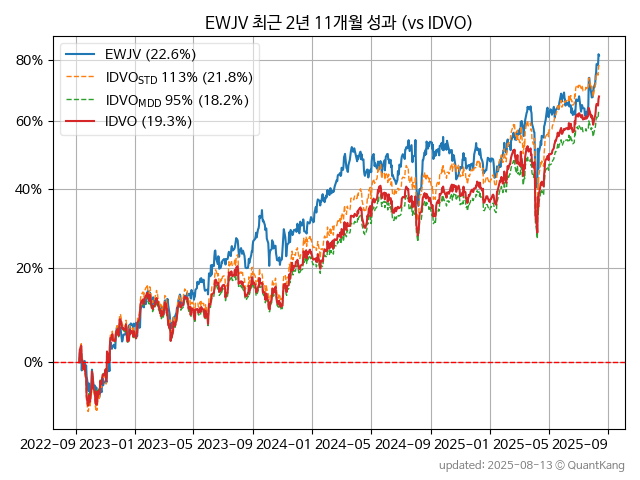 EWJV 최근 2년 11개월 성과 (vs IDVO)
EWJV (22.6%)
IDVO_STD 113% (21.8%)
IDVO_MDD 95% (18.2%)
IDVO (19.3%)
80%
60%
40%
20%
0%
2022-09 2023-01 2023-05 2023-09 2024-01 2024-05 2024-09 2025-01 2025-05 2025-09
updated: 2025-08-13 © QuantKang